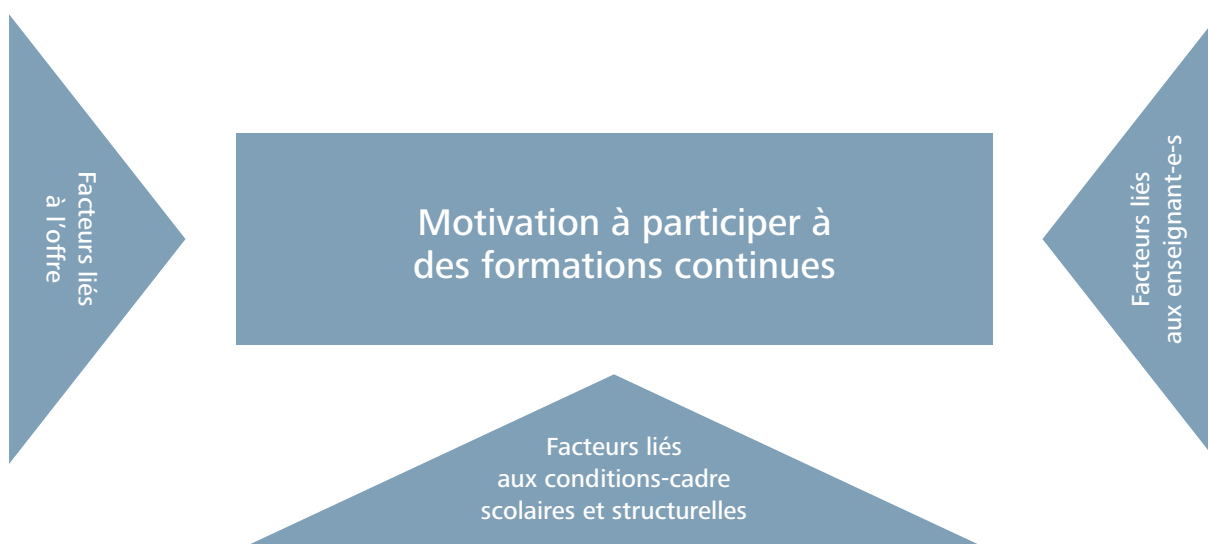 Facteurs liés
à l'offre
Motivation à participer à
des formations continues
Facteurs liés
aux enseignant-e-s
Facteurs liés
aux conditions-cadre
scolaires et structurelles